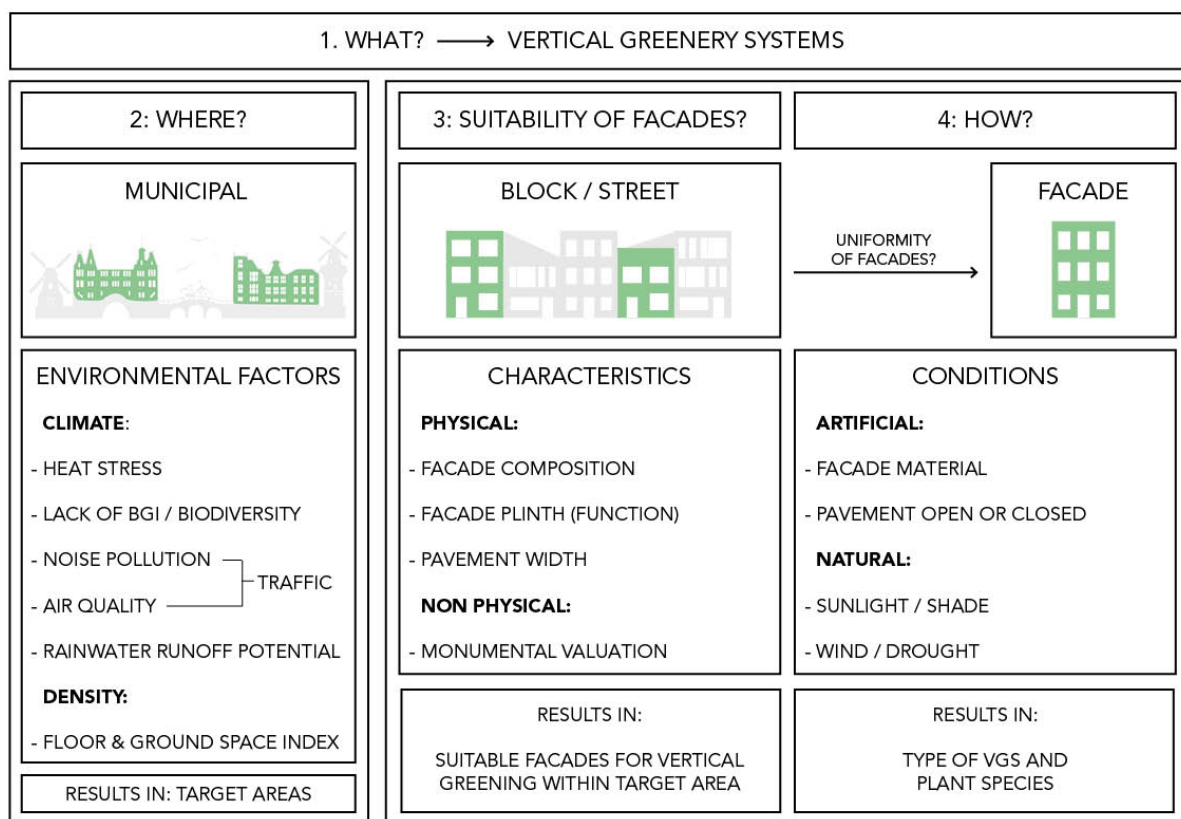 1. WHAT? ⟶ VERTICAL GREENERY SYSTEMS
2: WHERE?
MUNICIPAL
ENVIRONMENTAL FACTORS
CLIMATE:
- HEAT STRESS
- LACK OF BGI / BIODIVERSITY
- NOISE POLLUTION
- AIR QUALITY
TRAFFIC
- RAINWATER RUNOFF POTENTIAL
DENSITY:
- FLOOR & GROUND SPACE INDEX
RESULTS IN: TARGET AREAS
3: SUITABILITY OF FACADES?
BLOCK / STREET
CHARACTERISTICS
PHYSICAL:
- FACADE COMPOSITION
- FACADE PLINTH (FUNCTION)
- PAVEMENT WIDTH
NON PHYSICAL:
- MONUMENTAL VALUATION
RESULTS IN:
SUITABLE FACADES FOR VERTICAL
GREENING WITHIN TARGET AREA
4: HOW?
UNIFORMITY
OF FACADES?
FACADE
CONDITIONS
ARTIFICIAL:
- FACADE MATERIAL
- PAVEMENT OPEN OR CLOSED
NATURAL:
- SUNLIGHT / SHADE
- WIND / DROUGHT
RESULTS IN:
TYPE OF VGS AND
PLANT SPECIES